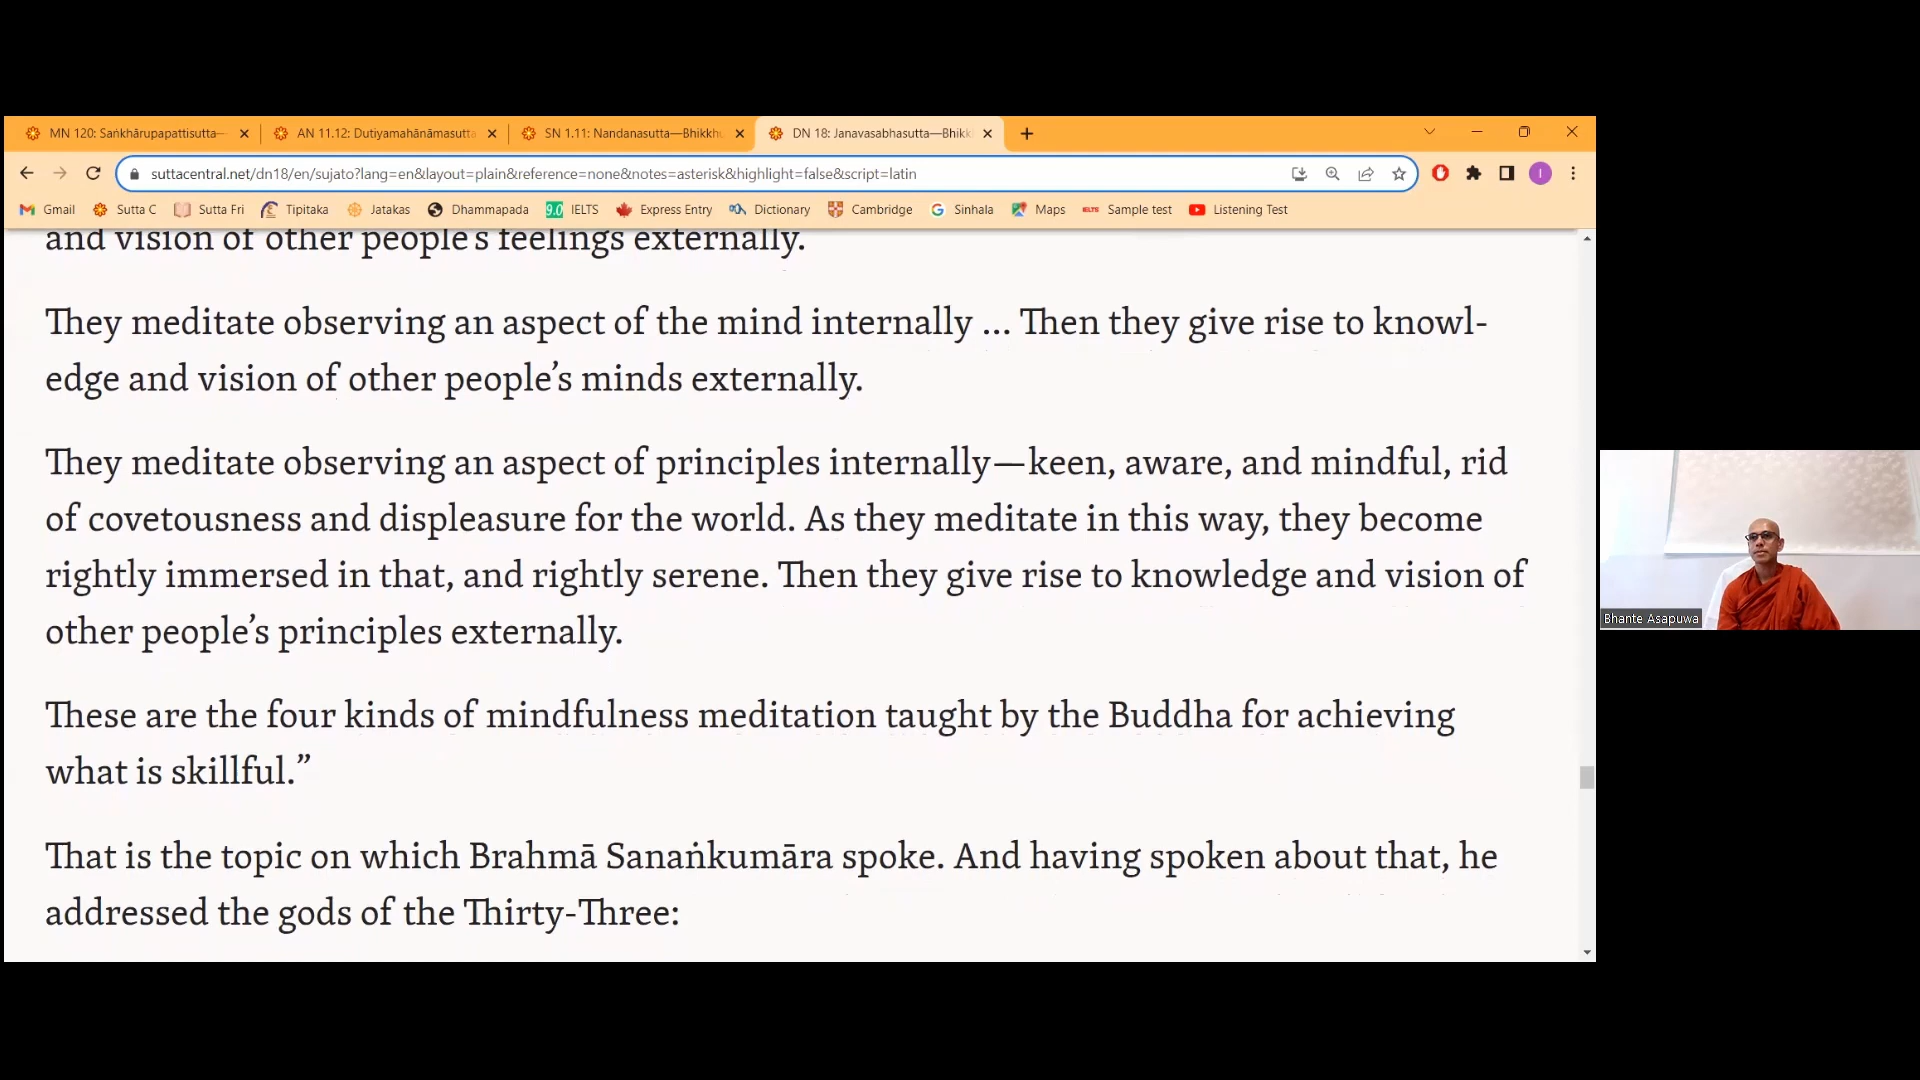 MN 120: Saṅkhārupapattisutta—
AN 11.12: Dutiyamahānāmasutta
SN 1.11: Nandanasutta—Bhikkhu
DN 18: Janavasabhasutta—Bhikk
suttacentral.net/dn18/en/sujato?lang=en&layout=plain&reference=none&notes=asterisk&highlight=false&script=latin
I
Gmail Sutta C Sutta Fri Tipitaka Jatakas Dhammapada 9.0 IELTS Express Entry Dictionary Cambridge Sinhala Maps IELTS Sample test Listening Test
and vision of other people’s feelings externally.
They meditate observing an aspect of the mind internally … Then they give rise to knowl-
edge and vision of other people’s minds externally.
They meditate observing an aspect of principles internally—keen, aware, and mindful, rid
of covetousness and displeasure for the world. As they meditate in this way, they become
rightly immersed in that, and rightly serene. Then they give rise to knowledge and vision of
other people’s principles externally.
These are the four kinds of mindfulness meditation taught by the Buddha for achieving
what is skillful.”
That is the topic on which Brahmā Sanaṅkumāra spoke. And having spoken about that, he
addressed the gods of the Thirty-Three:
Bhante Asapuwa